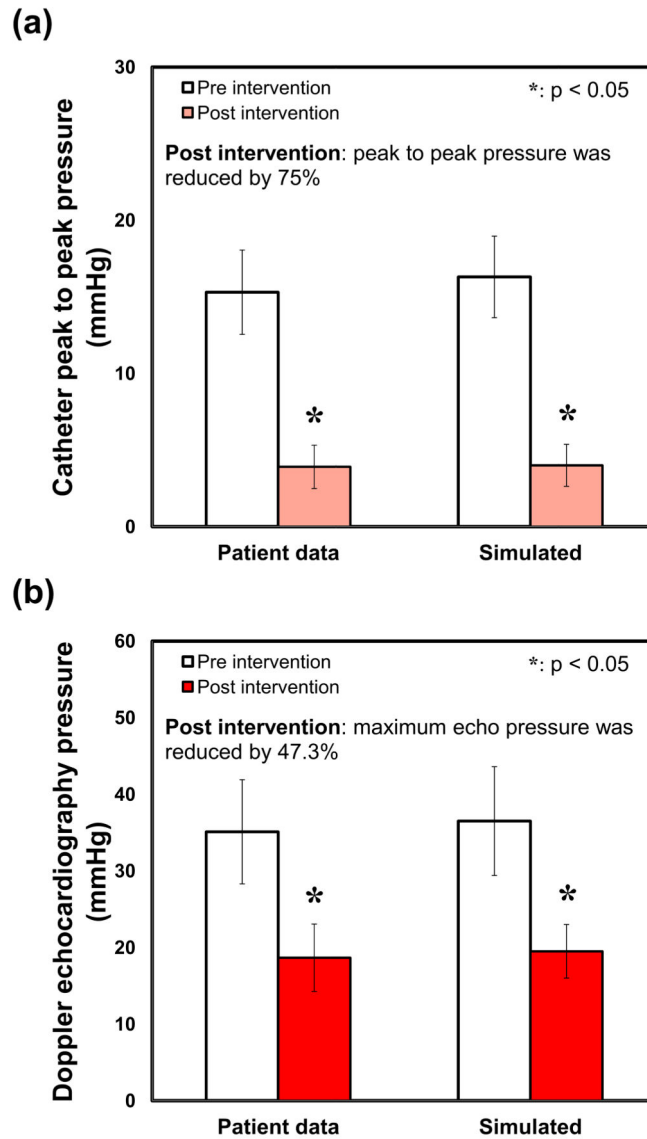 (a)
Catheter peak to peak pressure
(mmHg)
30
20
10
0
Pre intervention
Post intervention
*: p < 0.05
Post intervention: peak to peak pressure was
reduced by 75%
*
*
Patient data
Simulated
(b)
Doppler echocardiography pressure
(mmHg)
60
50
40
30
20
10
0
Pre intervention
Post intervention
*: p < 0.05
Post intervention: maximum echo pressure was
reduced by 47.3%
*
*
Patient data
Simulated